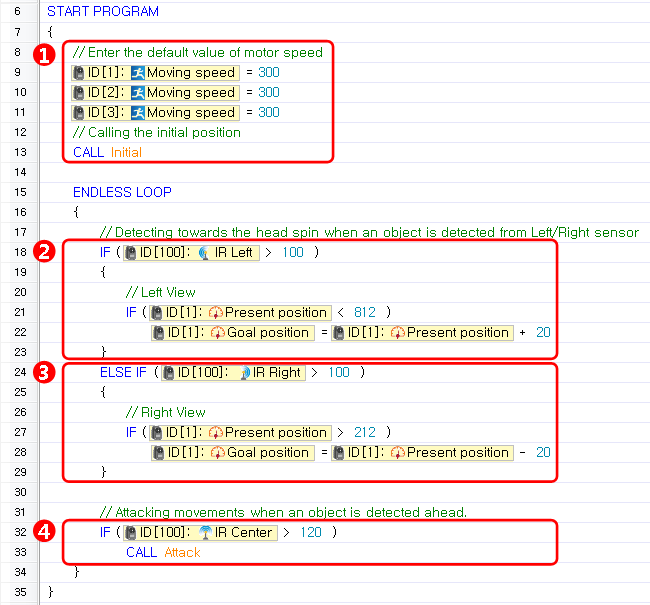 6 START PROGRAM
7 {
1
8 // Enter the default value of motor speed
9 ID[1]: Moving speed = 300
10 ID[2]: Moving speed = 300
11 ID[3]: Moving speed = 300
12 // Calling the initial position
13 CALL Initial
14
15 ENDLESS LOOP
16 {
17 // Detecting towards the head spin when an object is detected from Left/Right sensor
2
18 IF ( ID[100]: IR Left > 100 )
19 {
20 // Left View
21 IF ( ID[1]: Present position < 812 )
22 ID[1]: Goal position = ID[1]: Present position + 20
23 }
3
24 ELSE IF ( ID[100]: IR Right > 100 )
25 {
26 // Right View
27 IF ( ID[1]: Present position > 212 )
28 ID[1]: Goal position = ID[1]: Present position - 20
29 }
30
31 // Attacking movements when an object is detected ahead.
4
32 IF ( ID[100]: IR Center > 120 )
33 CALL Attack
34 }
35 }